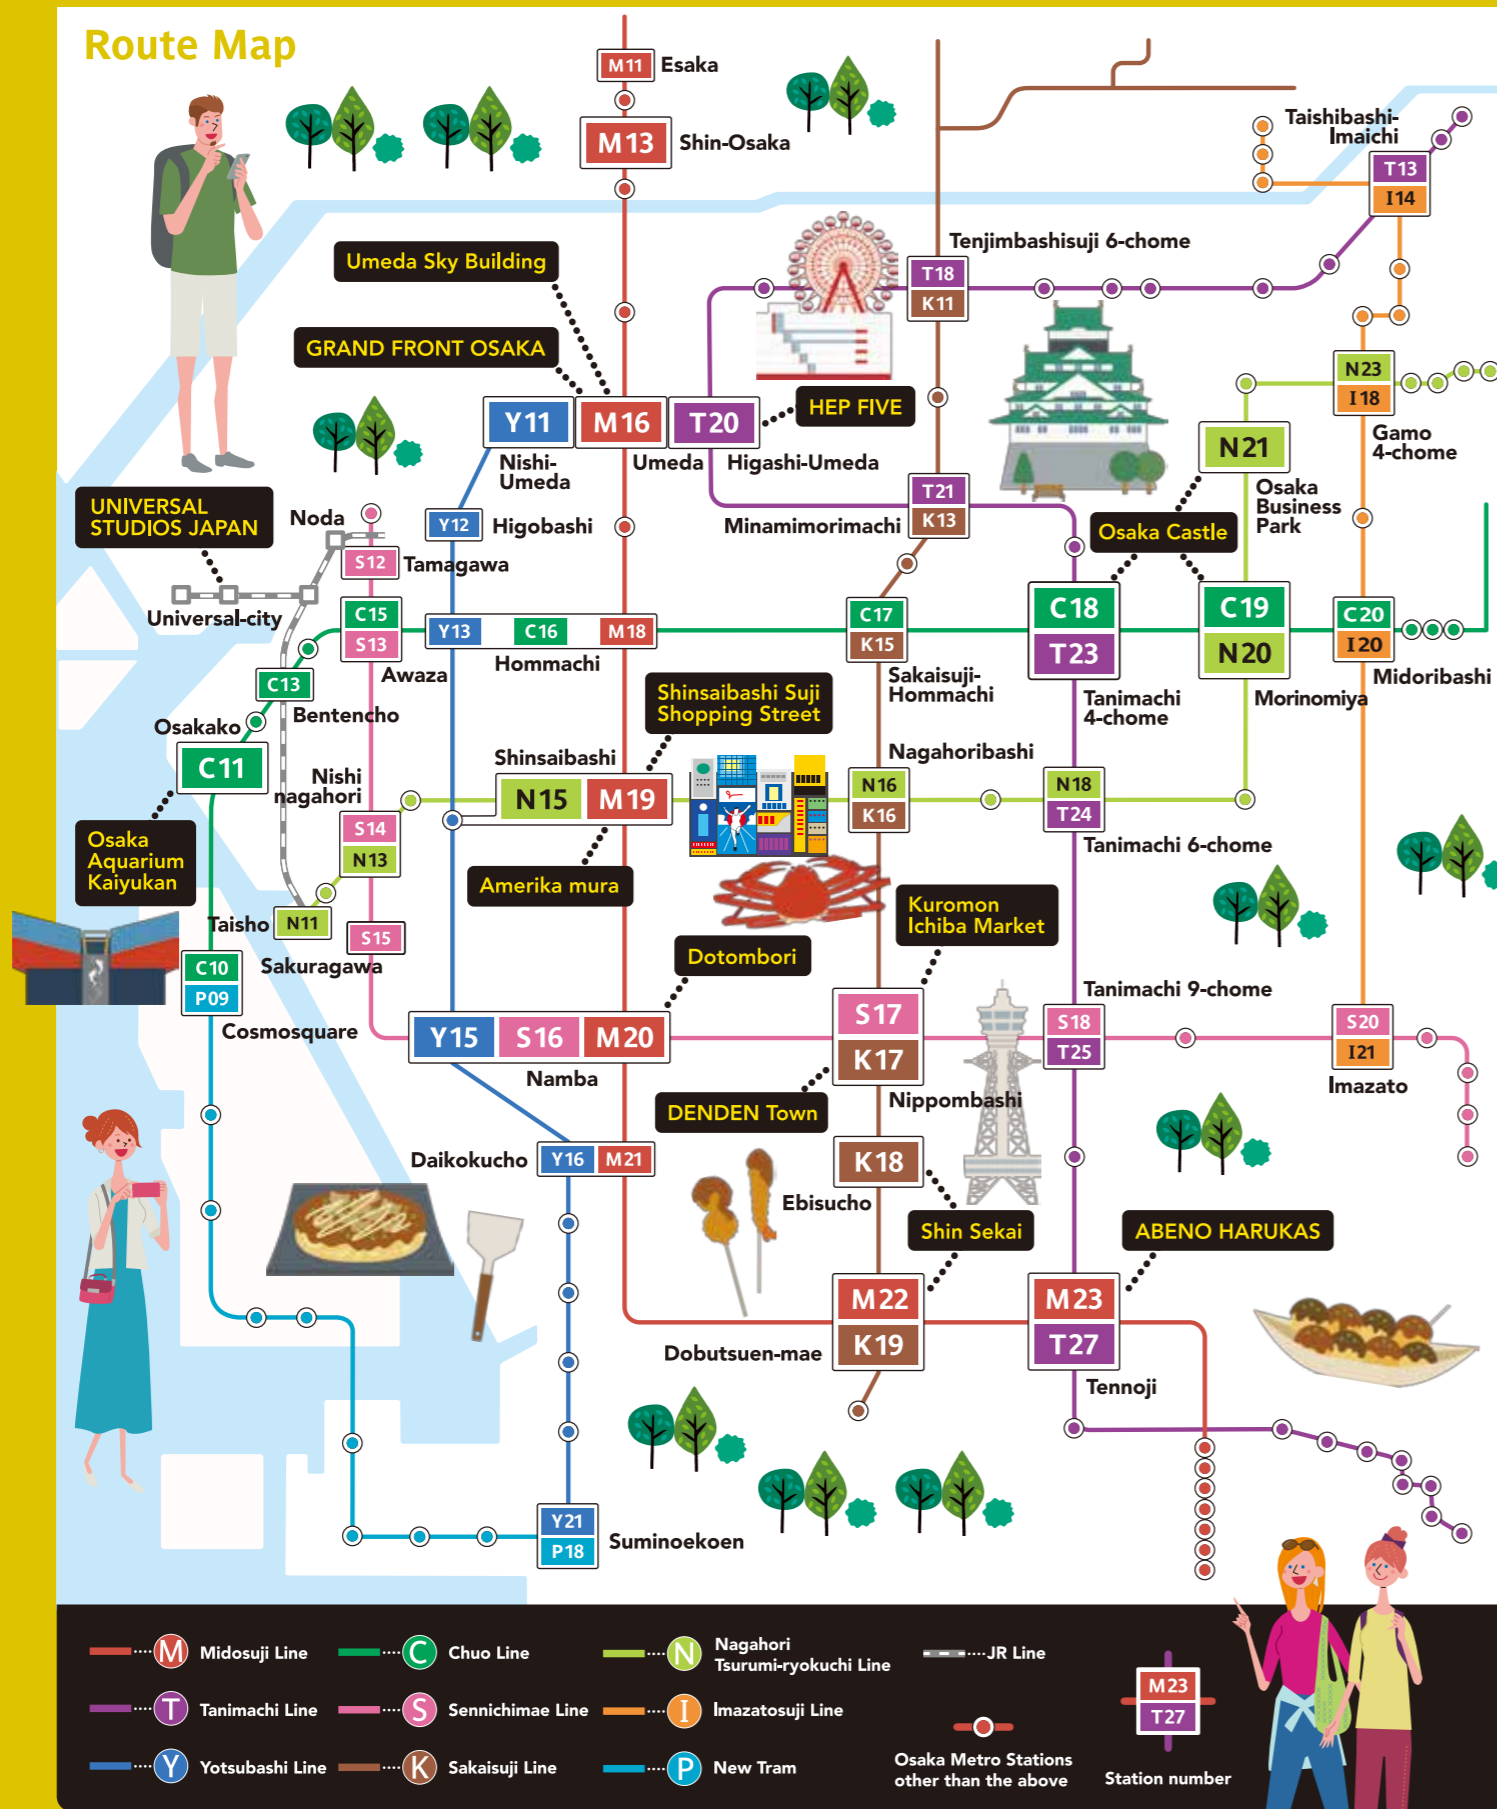 Route Map
M11
Esaka
M13
Shin-Osaka
Taishibashi-
Imaichi
T13
I14
Tenjimbashisuji 6-chome
T18
K11
Umeda Sky Building
GRAND FRONT OSAKA
HEP FIVE
N23
I18
Gamo
4-chome
Y11
M16
T20
Nishi-
Umeda
Umeda
Higashi-Umeda
N21
Osaka
Business
Park
UNIVERSAL
STUDIOS JAPAN
Noda
Y12
Higobashi
T21
K13
Minamimorimachi
Osaka Castle
S12
Tamagawa
Universal-city
C15
S13
Awaza
Y13
C16
M18
Hommachi
C17
K15
Sakaisuji-
Hommachi
C18
T23
Tanimachi
4-chome
C19
N20
Morinomiya
C20
I20
Midoribashi
C13
Bentencho
Osakako
C11
Shinsaibashi Suji
Shopping Street
Nishi
nagahori
S14
N13
Shinsaibashi
N15
M19
Nagahoribashi
N16
K16
N18
T24
Tanimachi 6-chome
Osaka
Aquarium
Kaiyukan
Amerika mura
Kuromon
Ichiba Market
Taisho
N11
S15
Sakuragawa
C10
P09
Cosmosquare
Dotombori
Y15
S16
M20
Namba
S17
K17
Nippombashi
Tanimachi 9-chome
S18
T25
S20
I21
Imazato
DENDEN Town
Daikokucho
Y16
M21
K18
Ebisucho
Shin Sekai
ABENO HARUKAS
M22
K19
Dobutsuen-mae
M23
T27
Tennoji
Y21
P18
Suminoekoen
M Midosuji Line
C Chuo Line
N Nagahori
Tsurumi-ryokuchi Line
JR Line
T Tanimachi Line
S Sennichimae Line
I Imazatosuji Line
Y Yotsubashi Line
K Sakaisuji Line
P New Tram
Osaka Metro Stations
other than the above
M23
T27
Station number